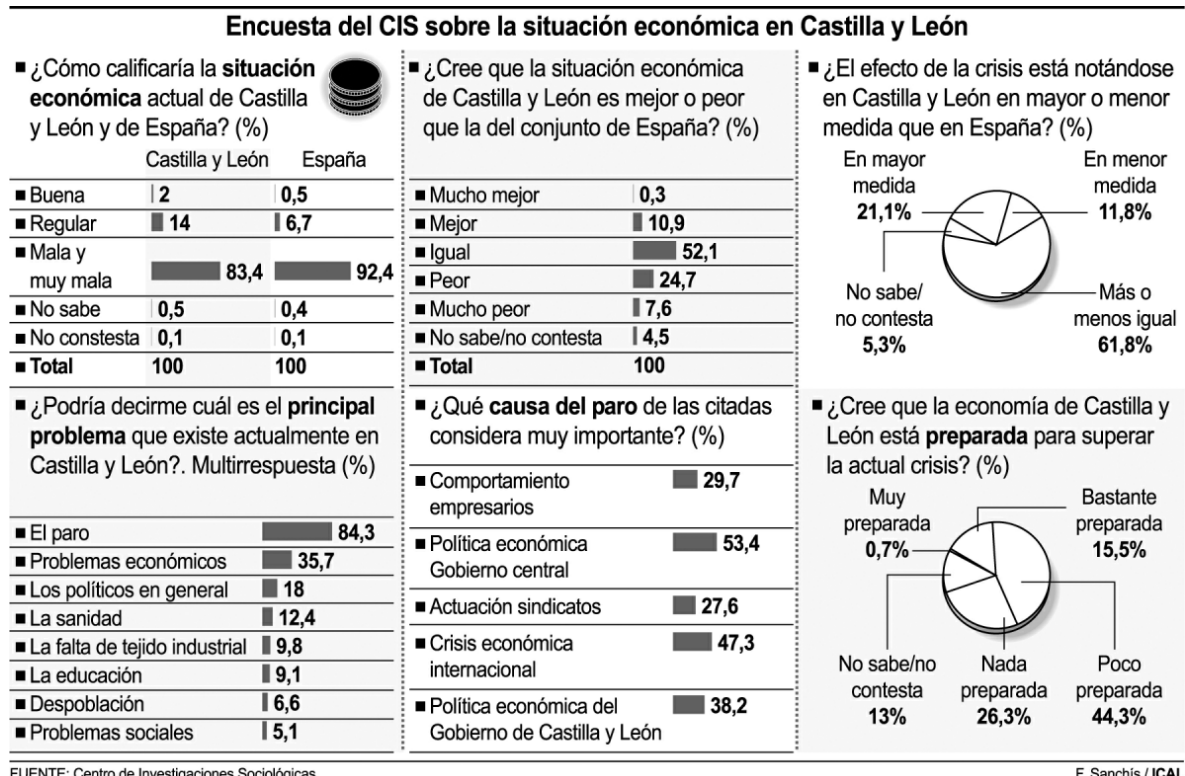 Encuesta del CIS sobre la situación económica en Castilla y León
■ ¿Cómo calificaría la situación
económica actual de Castilla
y León y de España? (%)
Castilla y León España
■ Buena 2 0,5
■ Regular 14 6,7
■ Mala y
muy mala 83,4 92,4
■ No sabe 0,5 0,4
■ No constesta 0,1 0,1
■ Total 100 100
■ ¿Cree que la situación económica
de Castilla y León es mejor o peor
que la del conjunto de España? (%)
■ Mucho mejor 0,3
■ Mejor 10,9
■ Igual 52,1
■ Peor 24,7
■ Mucho peor 7,6
■ No sabe/no contesta 4,5
■ Total 100
■ ¿El efecto de la crisis está notándose
en Castilla y León en mayor o menor
medida que en España? (%)
En mayor
medida
21,1%
En menor
medida
11,8%
No sabe/
no contesta
5,3%
Más o
menos igual
61,8%
■ ¿Podría decirme cuál es el principal
problema que existe actualmente en
Castilla y León?. Multirrespuesta (%)
■ El paro 84,3
■ Problemas económicos 35,7
■ Los políticos en general 18
■ La sanidad 12,4
■ La falta de tejido industrial 9,8
■ La educación 9,1
■ Despoblación 6,6
■ Problemas sociales 5,1
■ ¿Qué causa del paro de las citadas
considera muy importante? (%)
■ Comportamiento
empresarios 29,7
■ Política económica
Gobierno central 53,4
■ Actuación sindicatos 27,6
■ Crisis económica
internacional 47,3
■ Política económica del
Gobierno de Castilla y León 38,2
■ ¿Cree que la economía de Castilla y
León está preparada para superar
la actual crisis? (%)
Muy
preparada
0,7%
Bastante
preparada
15,5%
No sabe/no
contesta
13%
Nada
preparada
26,3%
Poco
preparada
44,3%
FUENTE: Centro de Investigaciones Sociológicas
F. Sanchís / ICAL